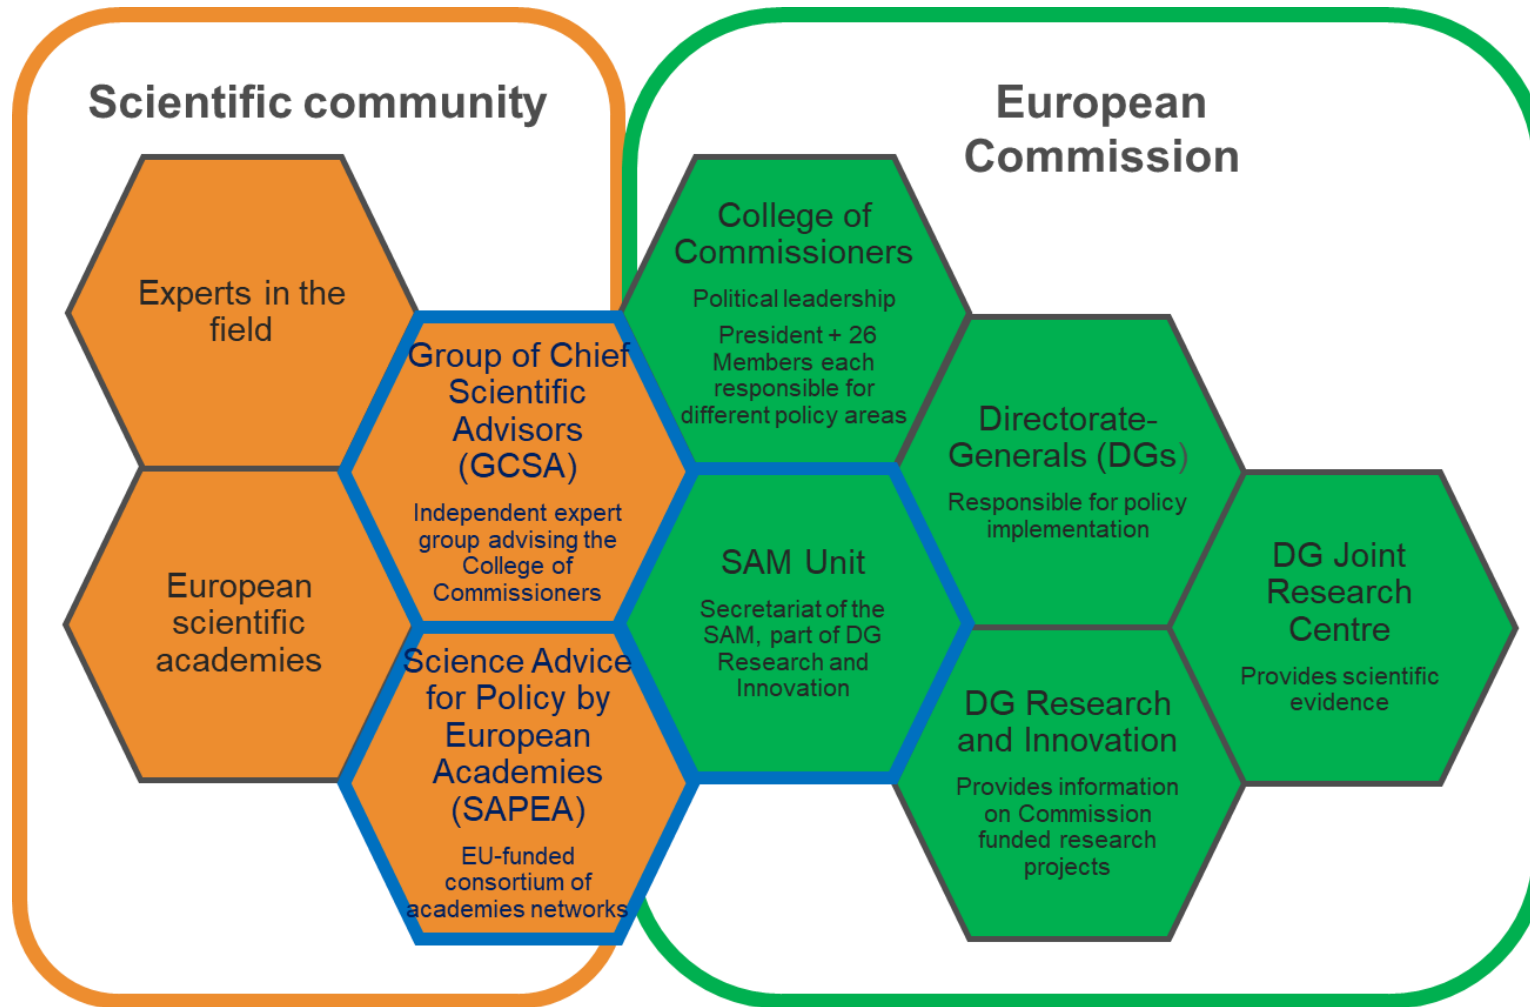 Scientific community
European
Commission
Experts in the
field
European
scientific
academies
Group of Chief
Scientific
Advisors
(GCSA)
Independent expert
group advising the
College of
Commissioners
Science Advice
for Policy by
European
Academies
(SAPEA)
EU-funded
consortium of
academies networks
College of
Commissioners
Political leadership
President + 26
Members each
responsible for
different policy areas
SAM Unit
Secretariat of the
SAM, part of DG
Research and
Innovation
Directorate-
Generals (DGs)
Responsible for policy
implementation
DG Research
and Innovation
Provides information
on Commission
funded research
projects
DG Joint
Research
Centre
Provides scientific
evidence